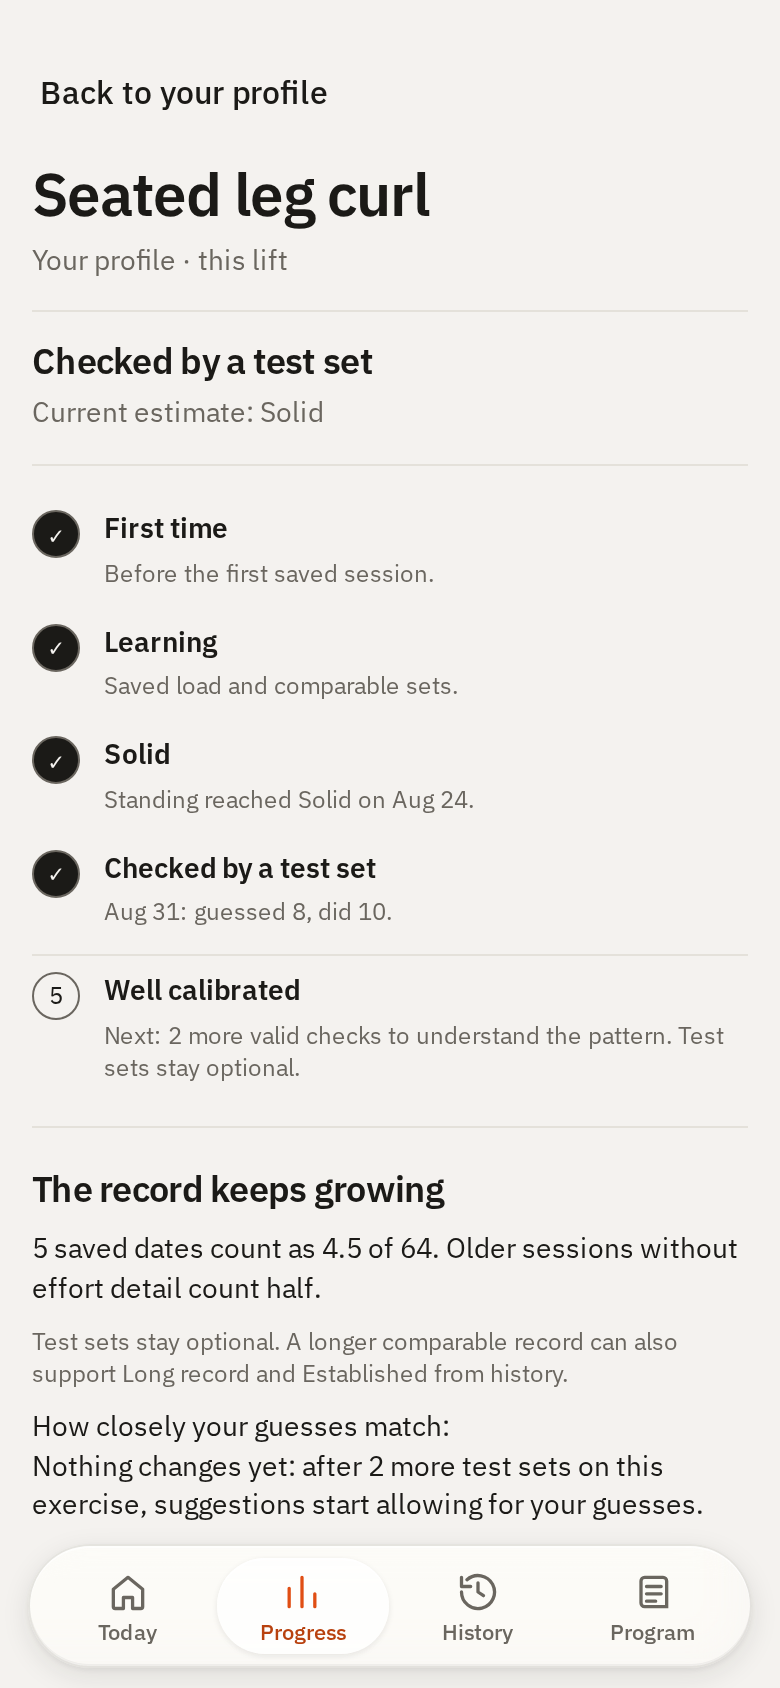 Back to your profile
Seated leg curl
Your profile · this lift
Checked by a test set
Current estimate: Solid
✓ First time
Before the first saved session.
✓ Learning
Saved load and comparable sets.
✓ Solid
Standing reached Solid on Aug 24.
✓ Checked by a test set
Aug 31: guessed 8, did 10.
5 Well calibrated
Next: 2 more valid checks to understand the pattern. Test
sets stay optional.
The record keeps growing
5 saved dates count as 4.5 of 64. Older sessions without
effort detail count half.
Test sets stay optional. A longer comparable record can also
support Long record and Established from history.
How closely your guesses match:
Nothing changes yet: after 2 more test sets on this
exercise, suggestions start allowing for your guesses.
Today Progress History Program